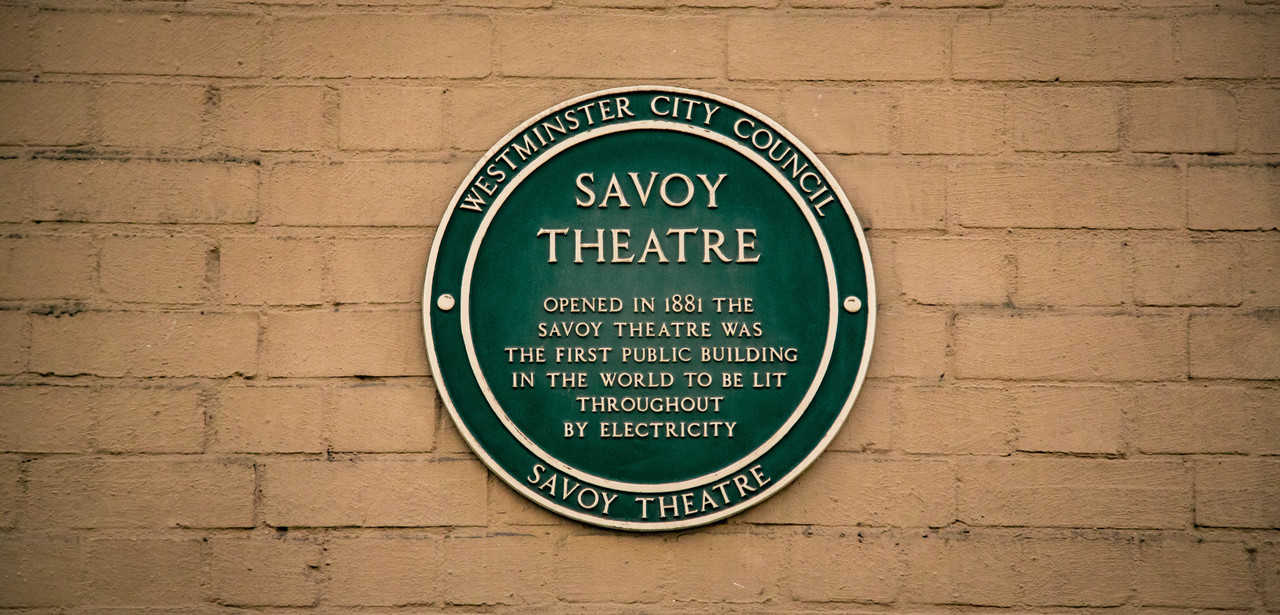 WESTMINSTER CITY COUNCIL
SAVOY
THEATRE
OPENED IN 1881 THE
SAVOY THEATRE WAS
THE FIRST PUBLIC BUILDING
IN THE WORLD TO BE LIT
THROUGHOUT
BY ELECTRICITY
SAVOY THEATRE